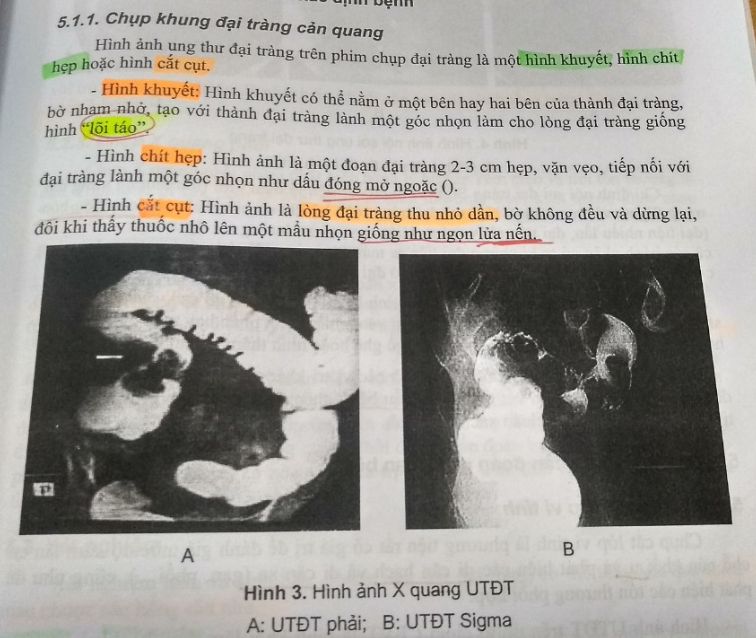 5.1.1. Chụp khung đại tràng cản quang
Hình ảnh ung thư đại tràng trên phim chụp đại tràng là một hình khuyết, hình chít
hẹp hoặc hình cắt cụt.
- Hình khuyết: Hình khuyết có thể nằm ở một bên hay hai bên của thành đại tràng,
bờ nham nhở, tạo với thành đại tràng lành một góc nhọn làm cho lòng đại tràng giống
hình “lõi táo”.
- Hình chít hẹp: Hình ảnh là một đoạn đại tràng 2-3 cm hẹp, vặn vẹo, tiếp nối với
đại tràng lành một góc nhọn như dấu đóng mở ngoặc ().
- Hình cắt cụt: Hình ảnh là lòng đại tràng thu nhỏ dần, bờ không đều và dừng lại,
đôi khi thấy thuốc nhô lên một mẩu nhọn giống như ngọn lửa nến.
A
B
Hình 3. Hình ảnh X quang UTĐT
A: UTĐT phải; B: UTĐT Sigma